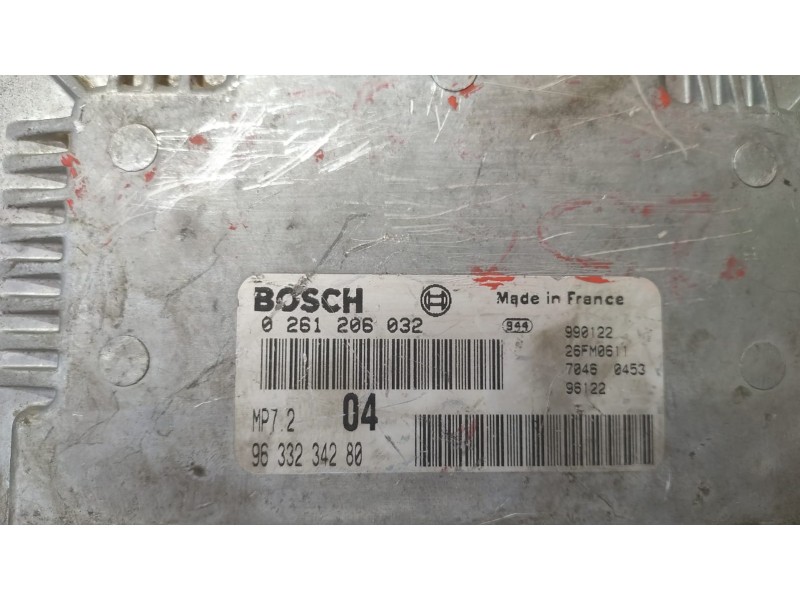 BOSCH Made in France
0 261 206 032 944 990122
26FM0611
7046 0453
96122
MP7.2 04
96 332 342 80